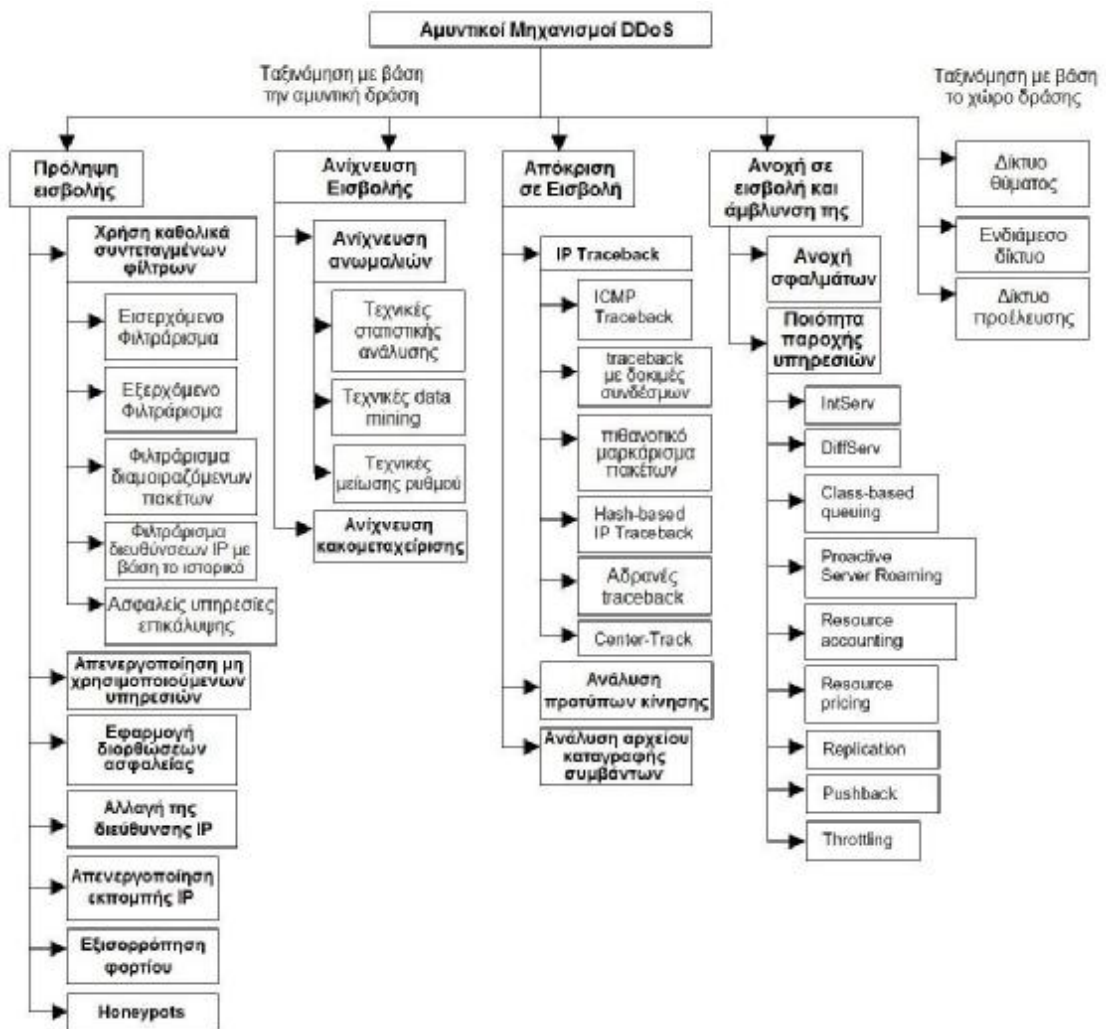 Αμυντικοί Μηχανισμοί DDoS
Ταξινόμηση με βάση
την αμυντική δράση
Ταξινόμηση με βάση
το χώρο δράσης
Πρόληψη
εισβολής
Χρήση καθολικά
συντεταγμένων
φίλτρων
Εισερχόμενο
Φιλτράρισμα
Εξερχόμενο
Φιλτράρισμα
Φιλτράρισμα
διαμοιραζόμενων
πακέτων
Φιλτράρισμα
διευθύνσεων IP με
βάση το ιστορικό
Ασφαλείς υπηρεσίες
επικάλυψης
Απενεργοποίηση μη
χρησιμοποιούμενων
υπηρεσιών
Εφαρμογή
διορθώσεων
ασφαλείας
Αλλαγή της
διεύθυνσης IP
Απενεργοποίηση
εκπομπής IP
Εξισορρόπηση
φορτίου
Honeypots
Ανίχνευση
Εισβολής
Ανίχνευση
ανωμαλιών
Τεχνικές
στατιστικής
ανάλυσης
Τεχνικές data
mining
Τεχνικές
μείωσης ρυθμού
Ανίχνευση
κακομεταχείρισης
Απόκριση
σε Εισβολή
IP Traceback
ICMP
Traceback
traceback
με δοκιμές
συνδέσμων
πιθανοτικό
μαρκάρισμα
πακέτων
Hash-based
IP Traceback
Αδρανές
traceback
Center-Track
Ανάλυση
προτύπων κίνησης
Ανάλυση αρχείου
καταγραφής
συμβάντων
Ανοχή σε
εισβολή και
άμβλυνση της
Ανοχή
σφαλμάτων
Ποιότητα
παροχής
υπηρεσιών
IntServ
DiffServ
Class-based
queuing
Proactive
Server Roaming
Resource
accounting
Resource
pricing
Replication
Pushback
Throttling
Δίκτυο
θύματος
Ενδιάμεσο
δίκτυο
Δίκτυο
προέλευσης